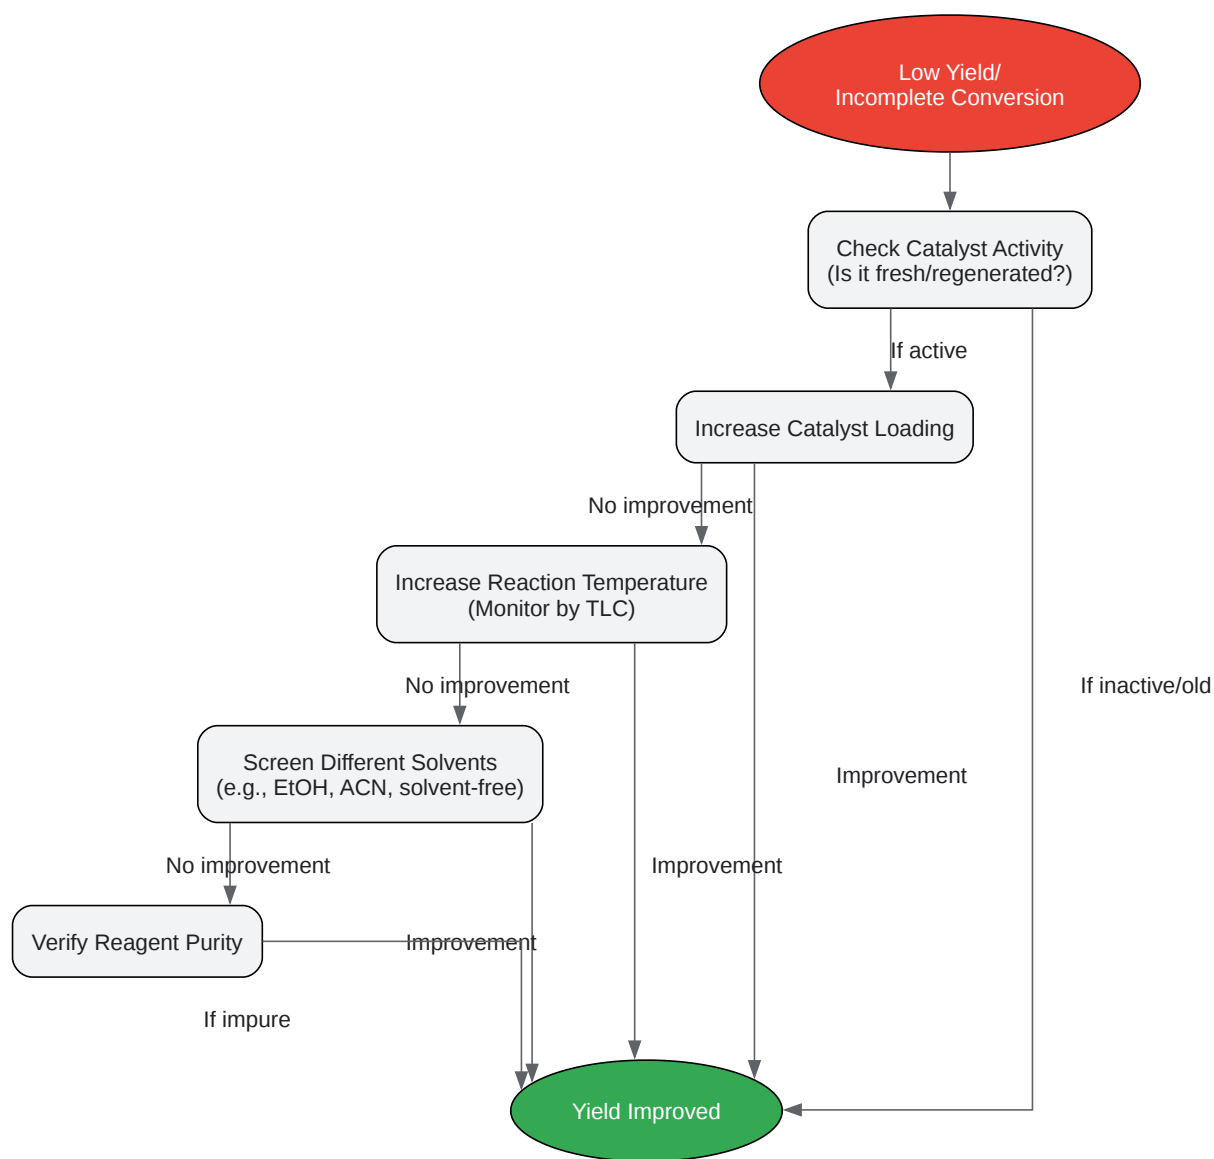 Low Yield/
Incomplete Conversion
Check Catalyst Activity
(Is it fresh/regenerated?)
If active
Increase Catalyst Loading
No improvement
Increase Reaction Temperature
(Monitor by TLC)
No improvement
If inactive/old
Screen Different Solvents
(e.g., EtOH, ACN, solvent-free)
Improvement
No improvement
Improvement
Verify Reagent Purity
Improvement
If impure
Yield Improved